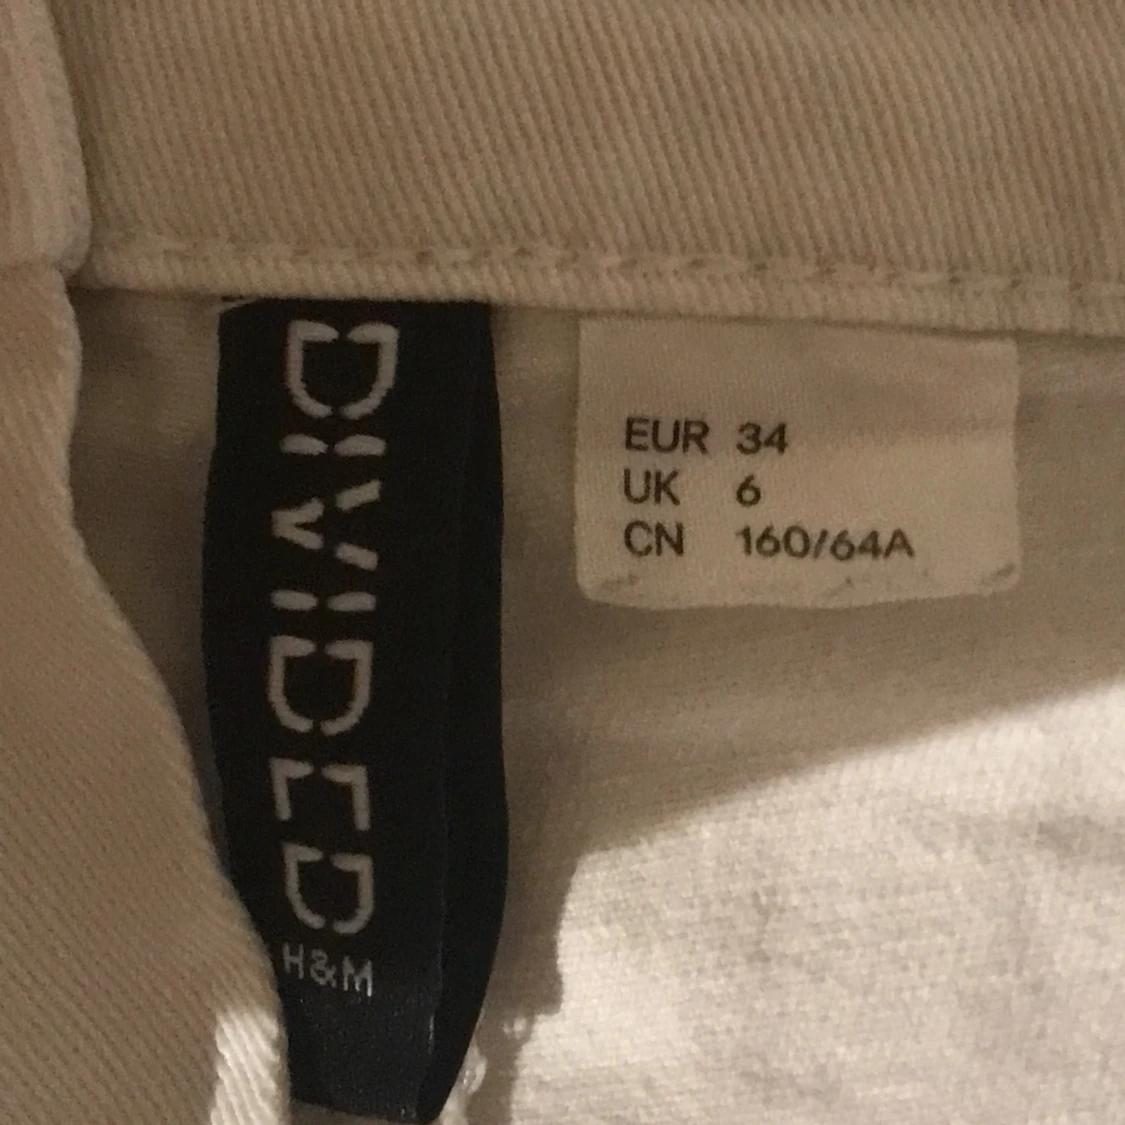 DIVIDED
H&M
EUR 34
UK 6
CN 160/64A